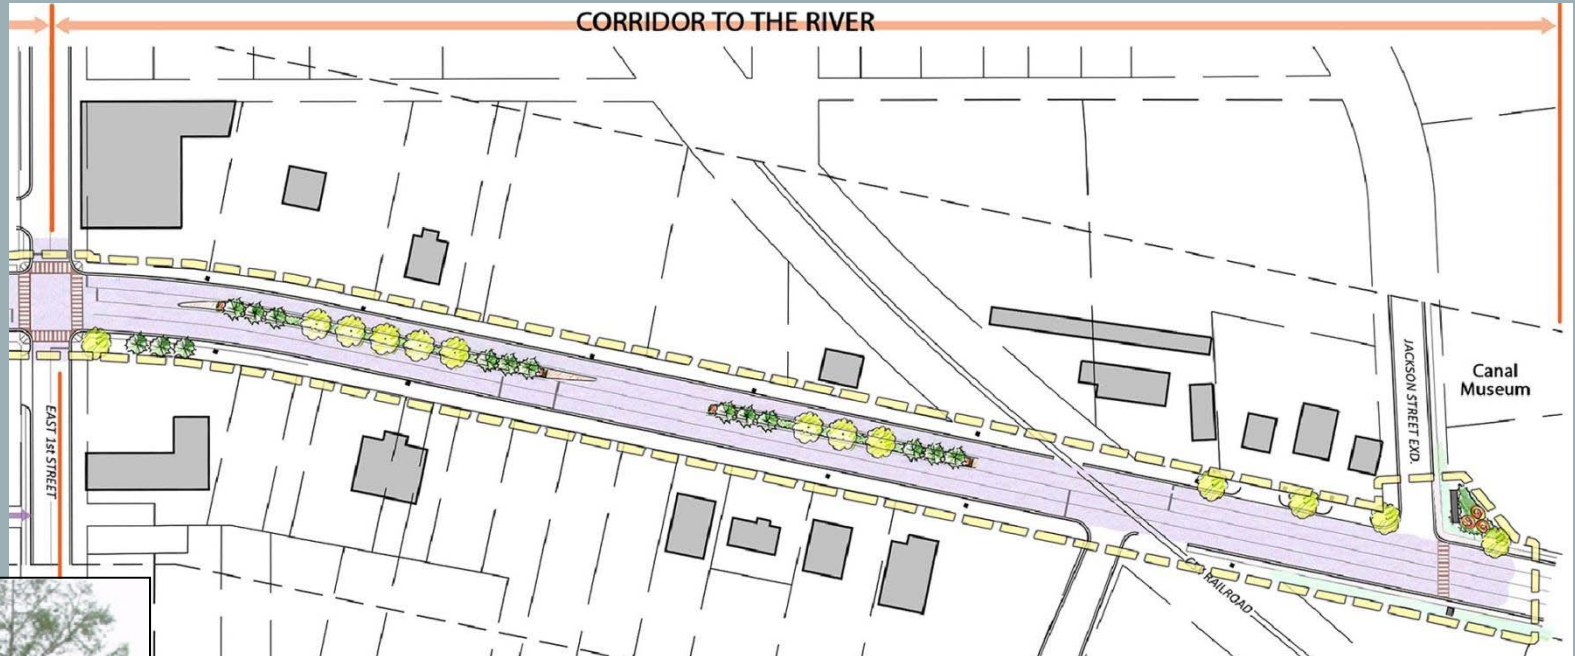 CORRIDOR TO THE RIVER
EAST 1st STREET
JACKSON STREET EXD.
Canal
Museum
RAILROAD